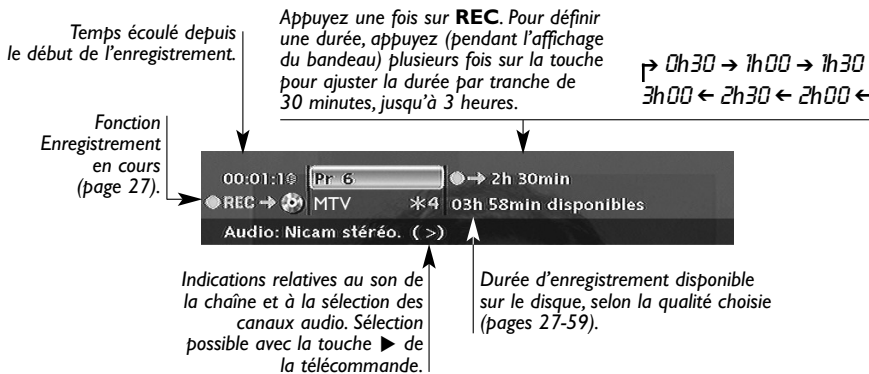 Temps écoulé depuis
le début de l'enregistrement.
Appuyez une fois sur REC. Pour définir
une durée, appuyez (pendant l'affichage
du bandeau) plusieurs fois sur la touche
pour ajuster la durée par tranche de
30 minutes, jusqu'à 3 heures.
0h30 → 1h00 → 1h30
3h00 ← 2h30 ← 2h00 ←
Fonction
Enregistrement
en cours
(page 27).
00:01:10 Pr 6 → 2h 30min
REC → MTV *4 03h 58min disponibles
Audio: Nicam stéréo. ( >)
Indications relatives au son de
la chaîne et à la sélection des
canaux audio. Sélection
possible avec la touche ▶ de
la télécommande.
Durée d'enregistrement disponible
sur le disque, selon la qualité choisie
(pages 27-59).